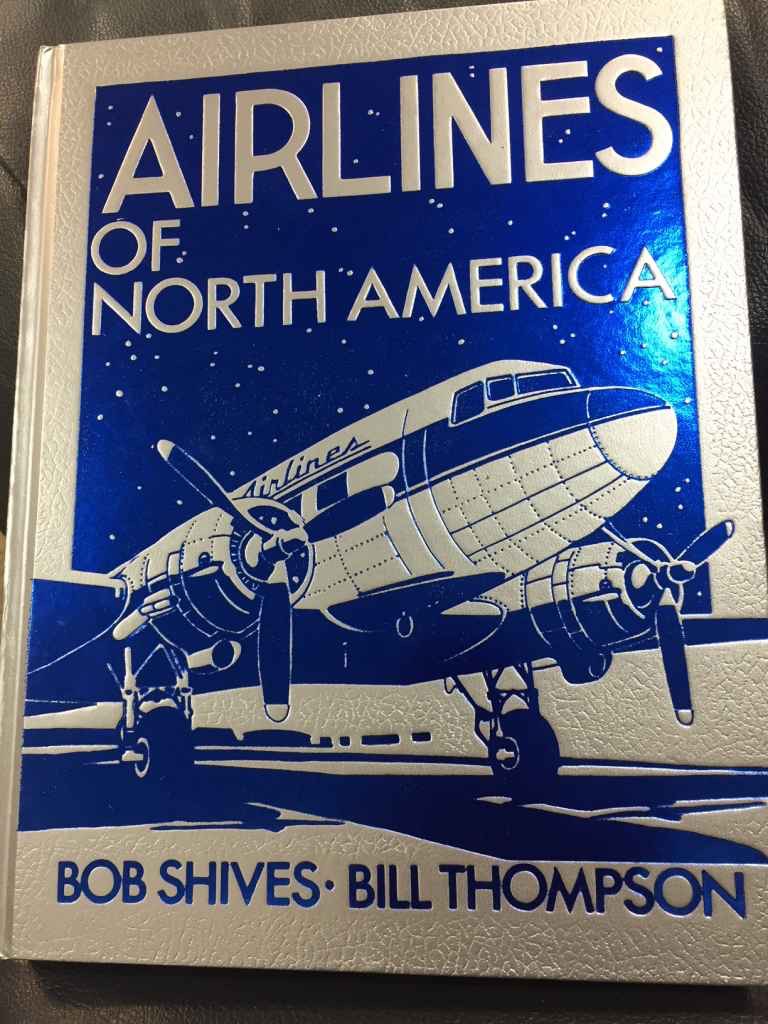 AIRLINES
OF
NORTH AMERICA
Airlines
BOB SHIVES · BILL THOMPSON